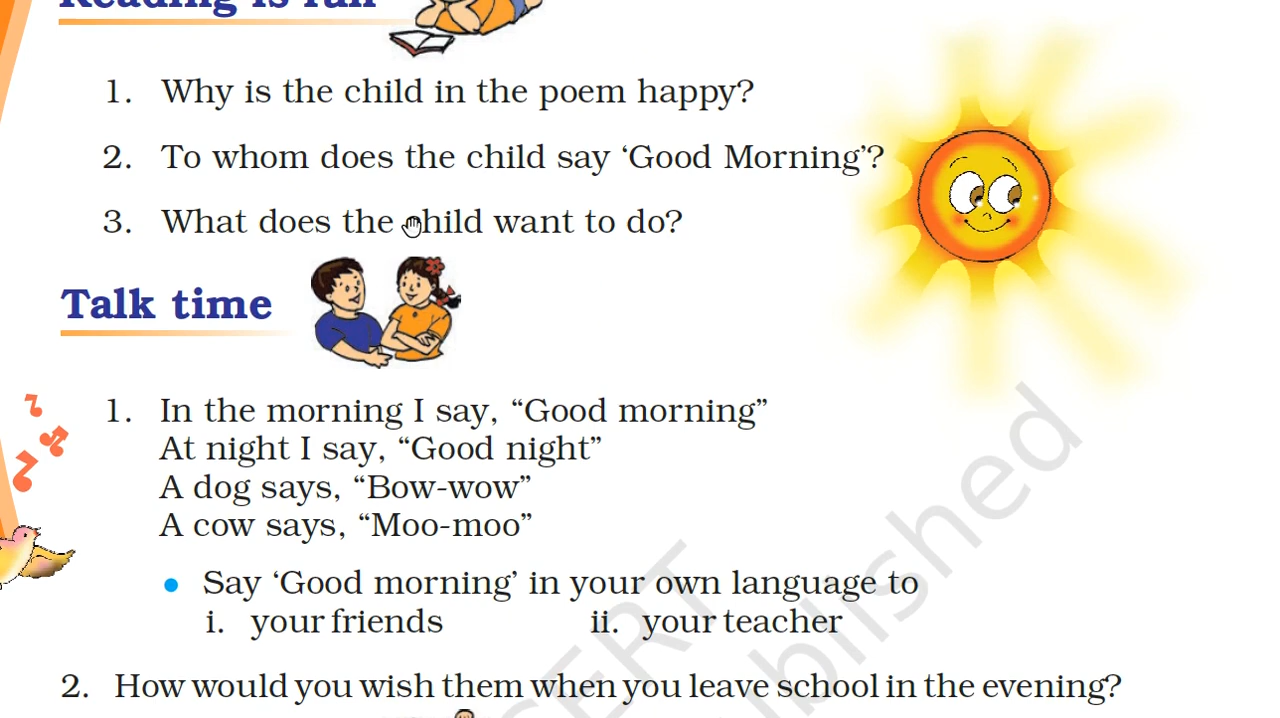 Reading is fun
1. Why is the child in the poem happy?
2. To whom does the child say ‘Good Morning’?
3. What does the child want to do?
Talk time
1. In the morning I say, “Good morning”
At night I say, “Good night”
A dog says, “Bow-wow”
A cow says, “Moo-moo”
• Say ‘Good morning’ in your own language to
i. your friends ii. your teacher
2. How would you wish them when you leave school in the evening?